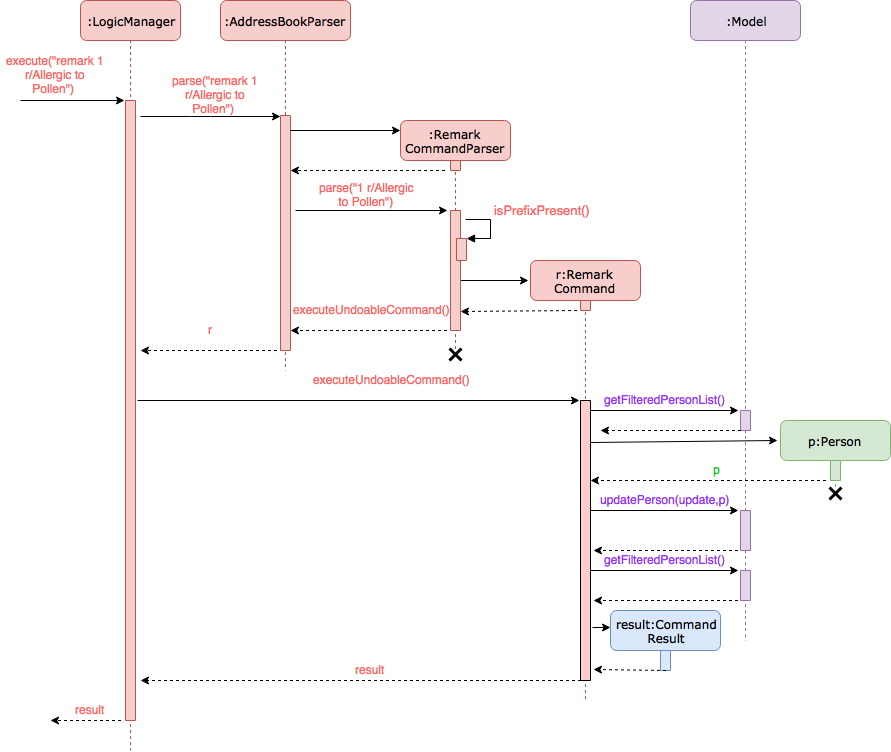 :LogicManager
:AddressBookParser
:Model
execute("remark 1
r/Allergic to
Pollen")
parse("remark 1
r/Allergic to
Pollen")
:Remark
CommandParser
parse("1 r/Allergic
to Pollen")
isPrefixPresent()
r:Remark
Command
executeUndoableCommand()
r
executeUndoableCommand()
getFilteredPersonList()
p:Person
p
updatePerson(update,p)
getFilteredPersonList()
result:Command
Result
result
result